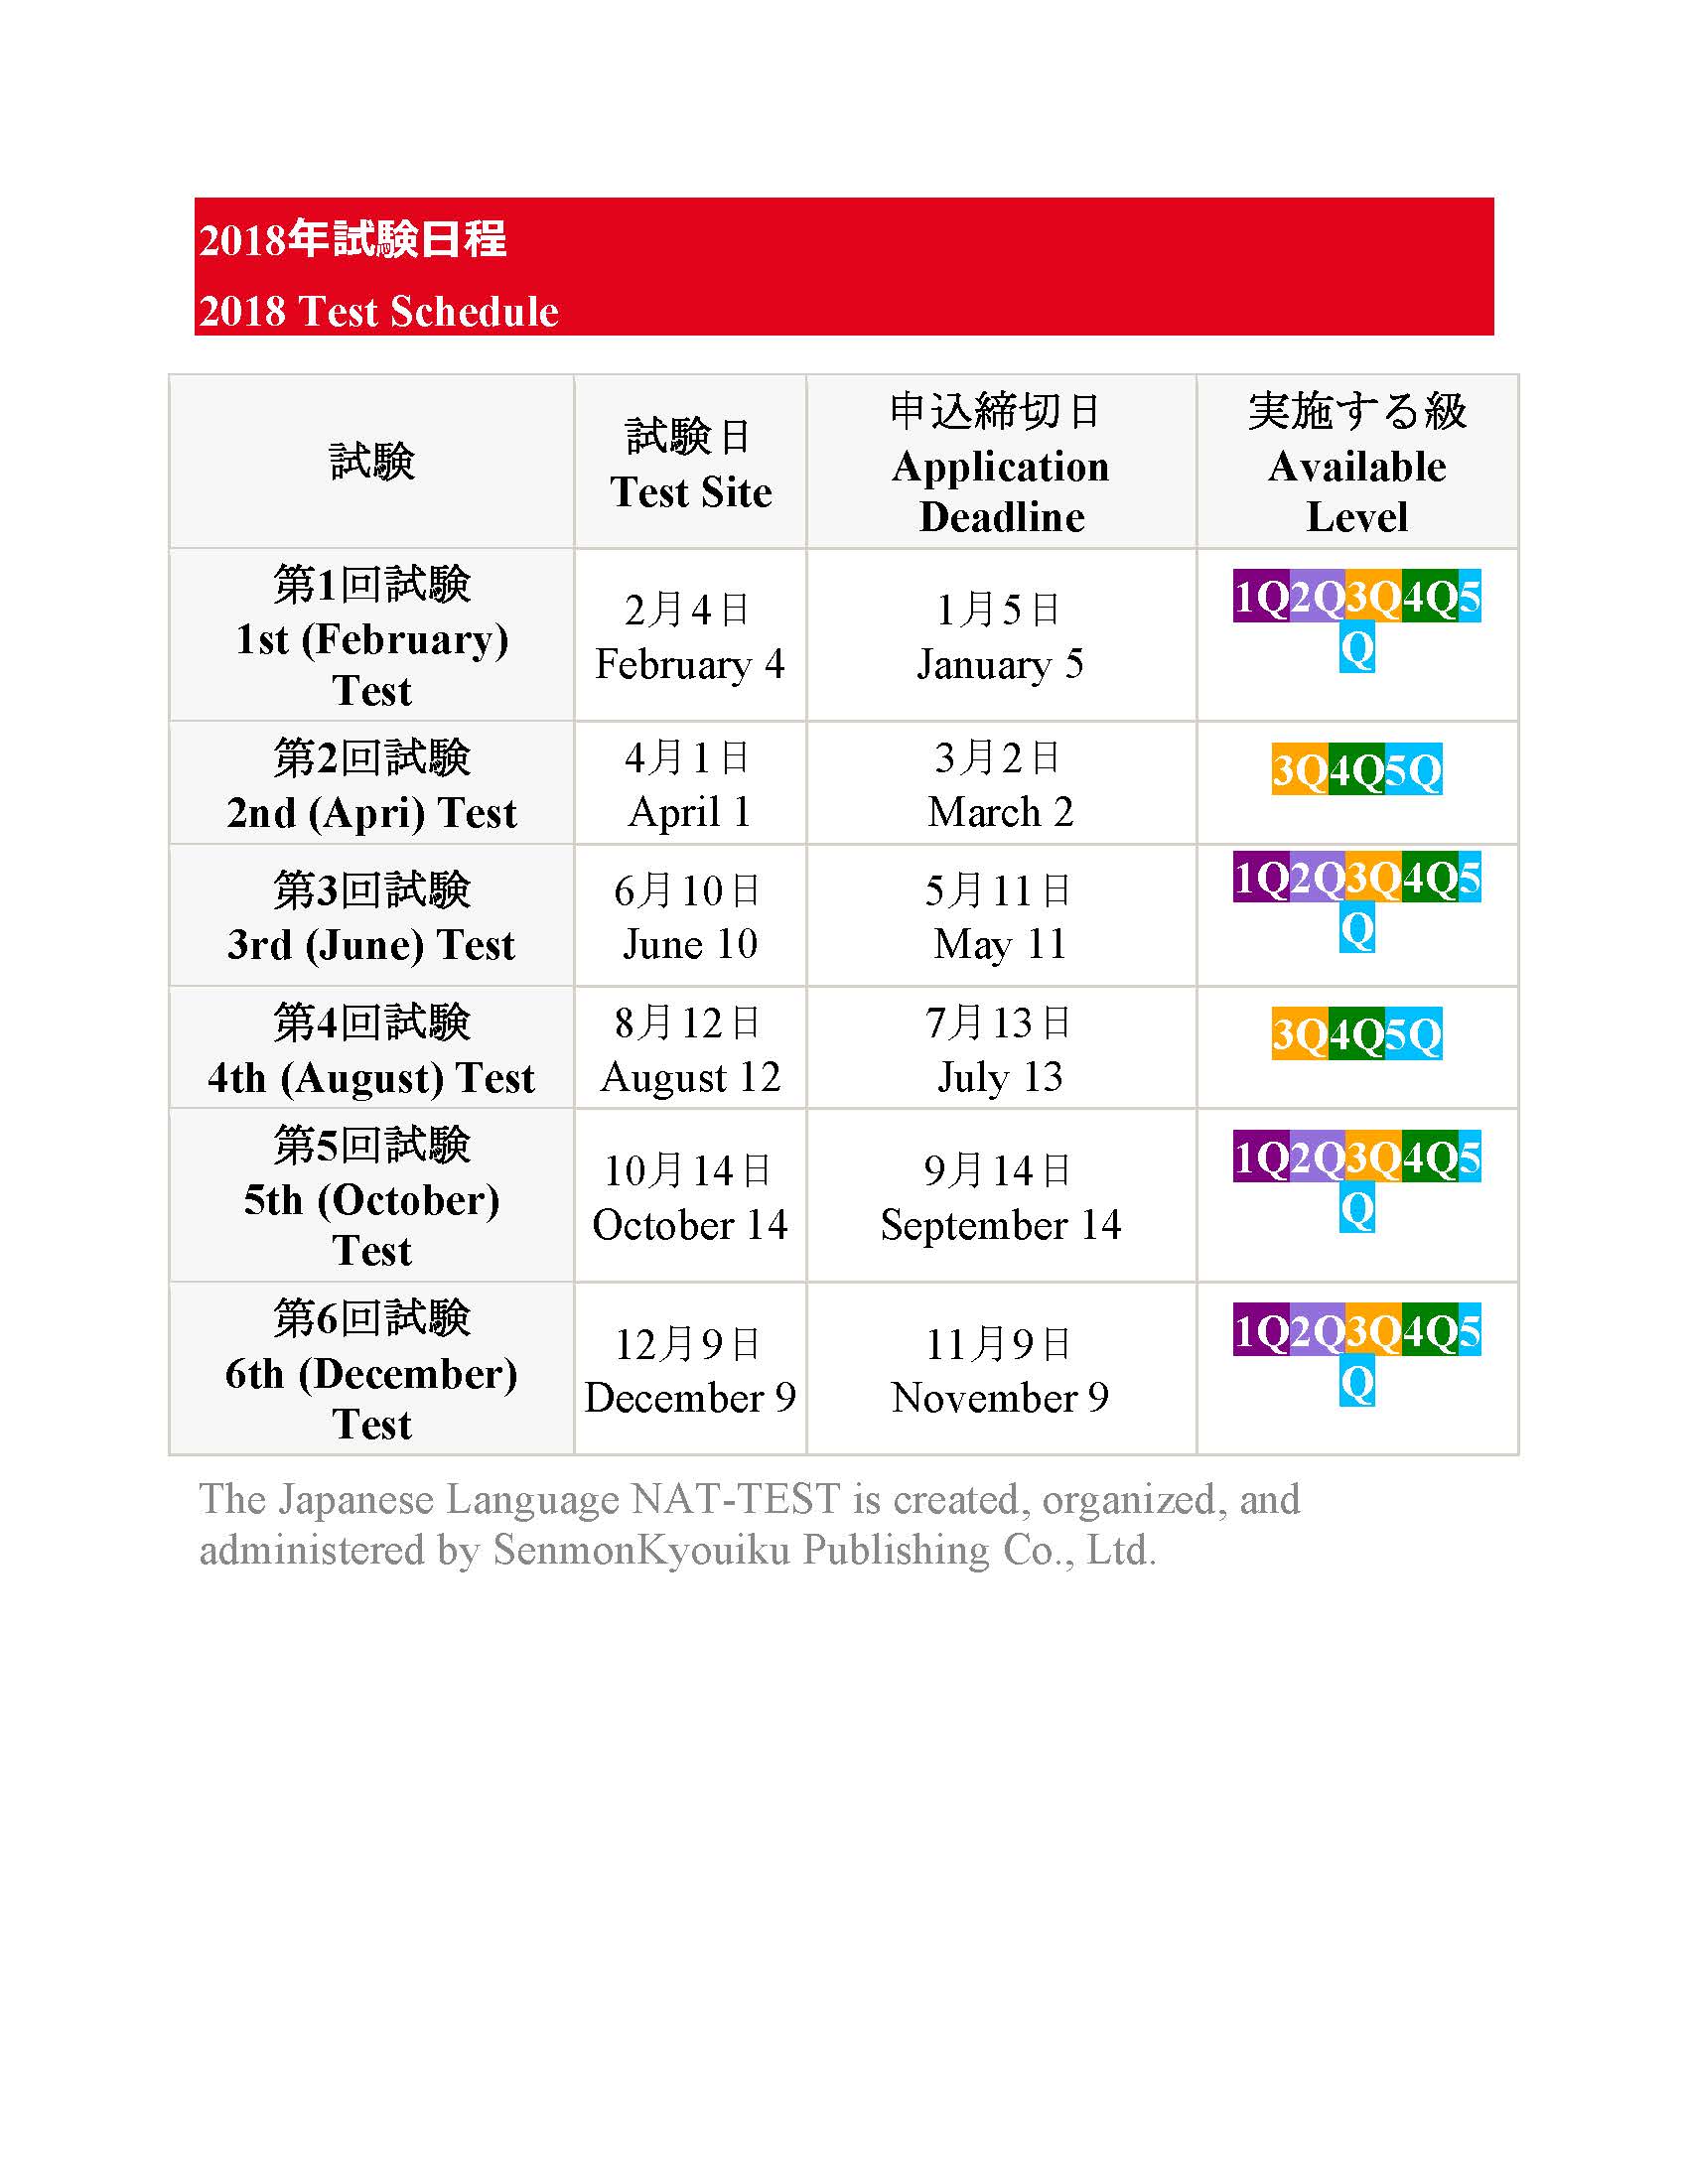 2018年試験日程
2018 Test Schedule
試験
試験日
Test Site
申込締切日
Application
Deadline
実施する級
Available
Level
第1回試験
1st (February)
Test
2月4日
February 4
1月5日
January 5
1Q2Q3Q4Q5
Q
第2回試験
2nd (Apri) Test
4月1日
April 1
3月2日
March 2
3Q4Q5Q
第3回試験
3rd (June) Test
6月10日
June 10
5月11日
May 11
1Q2Q3Q4Q5
Q
第4回試験
4th (August) Test
8月12日
August 12
7月13日
July 13
3Q4Q5Q
第5回試験
5th (October)
Test
10月14日
October 14
9月14日
September 14
1Q2Q3Q4Q5
Q
第6回試験
6th (December)
Test
12月9日
December 9
11月9日
November 9
1Q2Q3Q4Q5
Q
The Japanese Language NAT-TEST is created, organized, and
administered by SenmonKyouiku Publishing Co., Ltd.